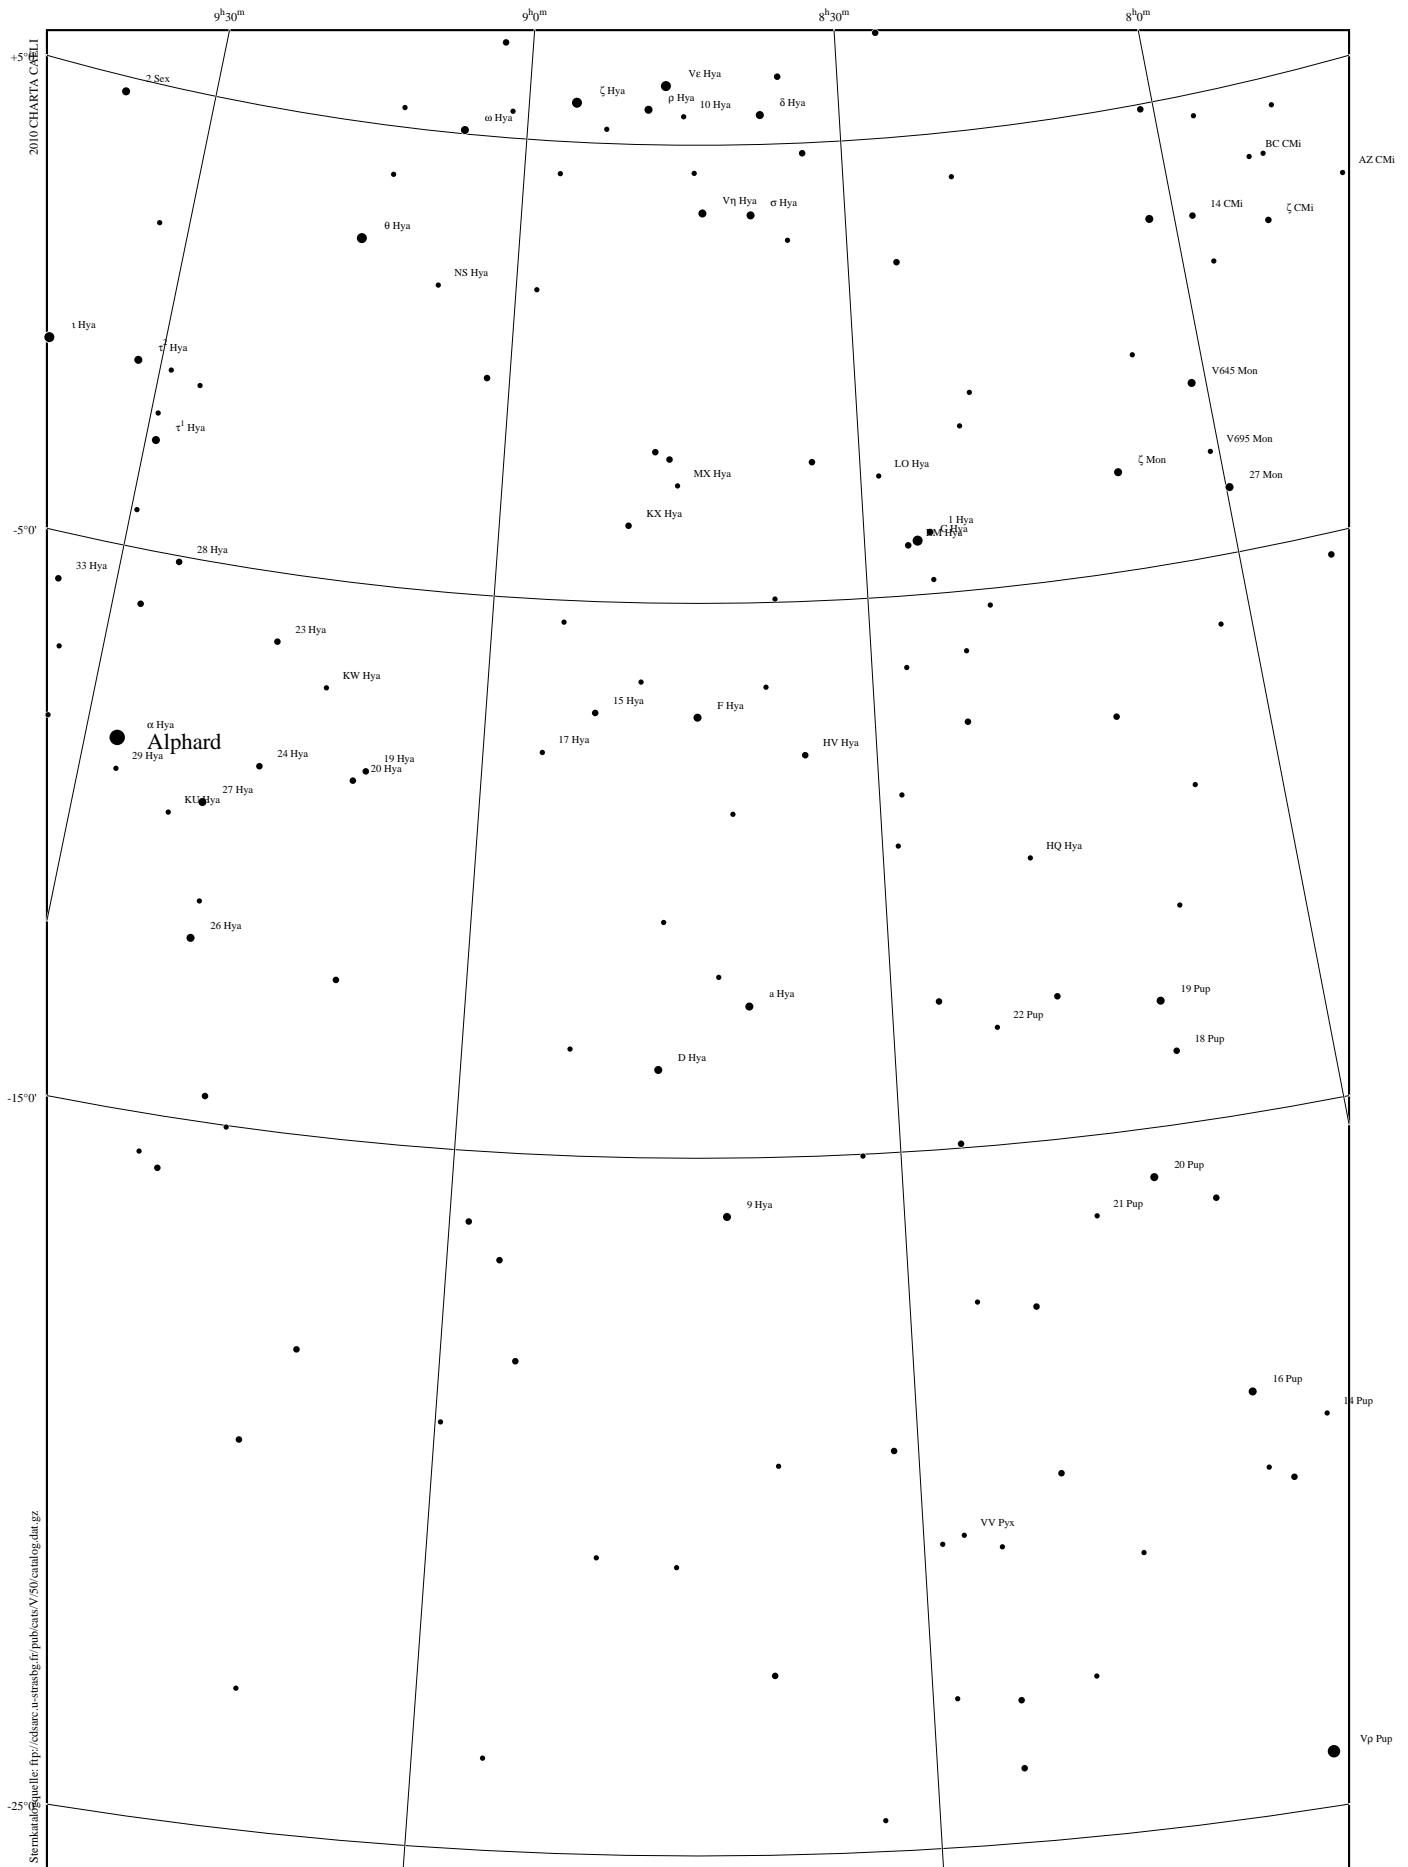 9h30m
9h0m
8h30m
8h0m
+5°0'
2010 CHARTA CAELI
2 Sex
Vε Hya
ζ Hya
ρ Hya
10 Hya
δ Hya
ω Hya
BC CMi
AZ CMi
Vη Hya
σ Hya
14 CMi
ζ CMi
θ Hya
NS Hya
ι Hya
τ2 Hya
V645 Mon
τ1 Hya
V695 Mon
ζ Mon
LO Hya
MX Hya
27 Mon
KX Hya
1 Hya
C Hya
-5°0'
28 Hya
33 Hya
23 Hya
KW Hya
15 Hya
F Hya
α Hya
Alphard
17 Hya
HV Hya
29 Hya
24 Hya
19 Hya
20 Hya
27 Hya
KU Hya
HQ Hya
26 Hya
a Hya
19 Pup
22 Pup
18 Pup
D Hya
-15°0'
20 Pup
9 Hya
21 Pup
16 Pup
14 Pup
VV Pyx
Vρ Pup
-25°0'
Sternkatalogquelle: ftp://cdsarc.u-strasbg.fr/pub/cats/V/50/catalog.dat.gz